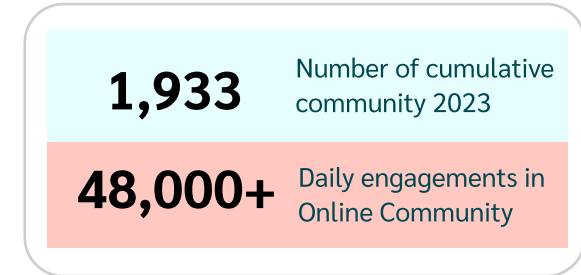 1,933
Number of cumulative
community 2023
48,000+
Daily engagements in
Online Community